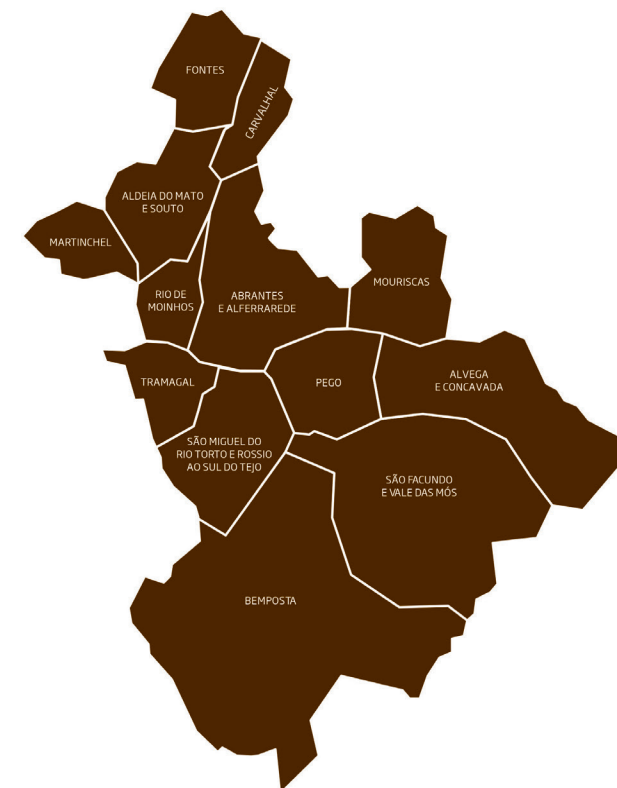 FONTES
CARVALHAL
ALDEIA DO MATO
E SOUTO
MARTINCHEL
MOURISCAS
RIO DE
MOINHOS
ABRANTES
E ALFERRAREDE
TRAMAGAL
PEGO
ALVEGA
E CONCAVADA
SÃO MIGUEL DO
RIO TORTO E ROSSIO
AO SUL DO TEJO
SÃO FACUNDO
E VALE DAS MÓS
BEMPOSTA